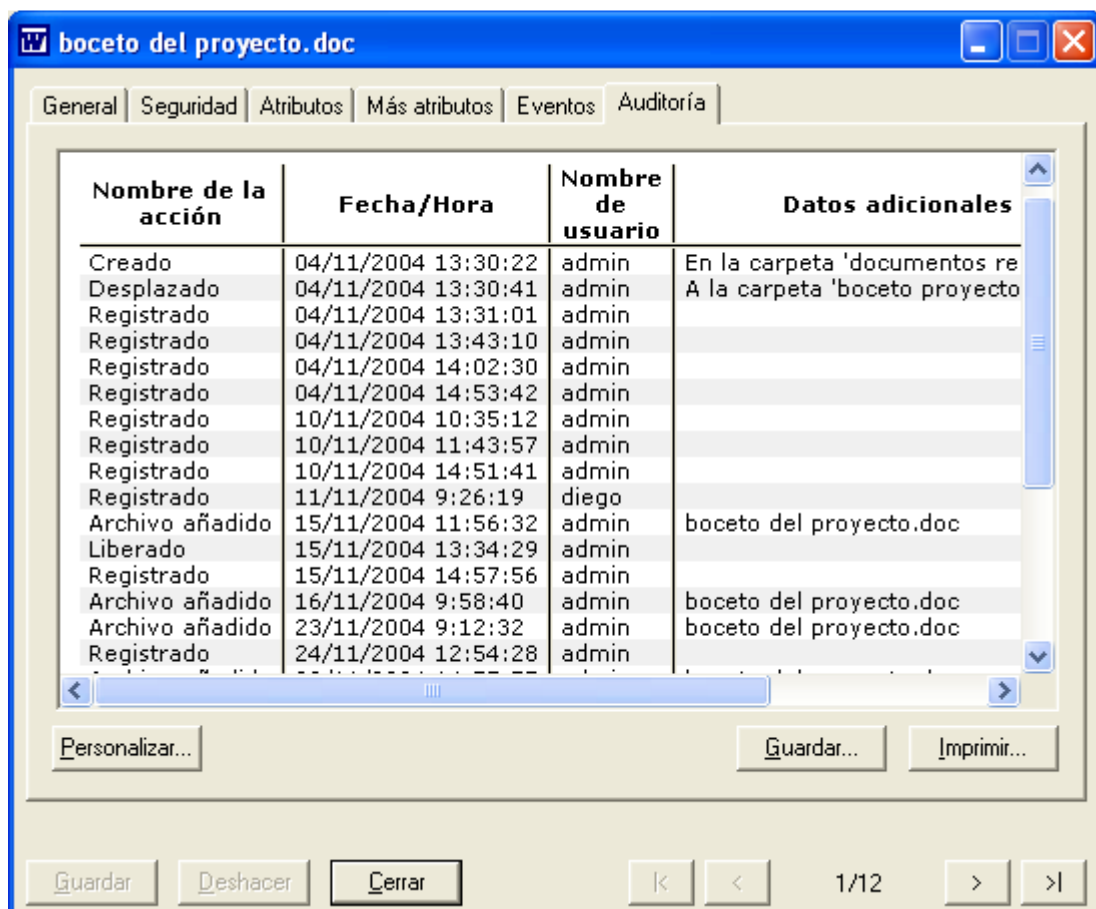 boceto del proyecto.doc
General Seguridad Atributos Más atributos Eventos Auditoría
Nombre de la acción Fecha/Hora Nombre de usuario Datos adicionales
Creado 04/11/2004 13:30:22 admin En la carpeta 'documentos re
Desplazado 04/11/2004 13:30:41 admin A la carpeta 'boceto proyecto
Registrado 04/11/2004 13:31:01 admin
Registrado 04/11/2004 13:43:10 admin
Registrado 04/11/2004 14:02:30 admin
Registrado 04/11/2004 14:53:42 admin
Registrado 10/11/2004 10:35:12 admin
Registrado 10/11/2004 11:43:57 admin
Registrado 10/11/2004 14:51:41 admin
Registrado 11/11/2004 9:26:19 diego
Archivo añadido 15/11/2004 11:56:32 admin boceto del proyecto.doc
Liberado 15/11/2004 13:34:29 admin
Registrado 15/11/2004 14:57:56 admin
Archivo añadido 16/11/2004 9:58:40 admin boceto del proyecto.doc
Archivo añadido 23/11/2004 9:12:32 admin boceto del proyecto.doc
Registrado 24/11/2004 12:54:28 admin
Personalizar... Guardar... Imprimir...
Guardar Deshacer Cerrar 1/12